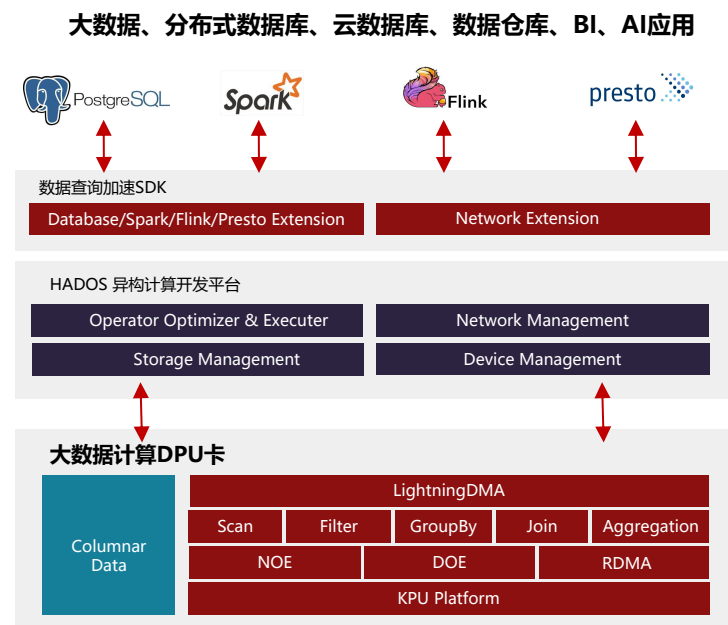 大数据、分布式数据库、云数据库、数据仓库、BI、AI应用
PostgreSQL
Spark
Flink
presto
数据查询加速SDK
Database/Spark/Flink/Presto Extension
Network Extension
HADOS 异构计算开发平台
Operator Optimizer & Executer
Network Management
Storage Management
Device Management
大数据计算DPU卡
Columnar
Data
LightningDMA
Scan
Filter
GroupBy
Join
Aggregation
NOE
DOE
RDMA
KPU Platform